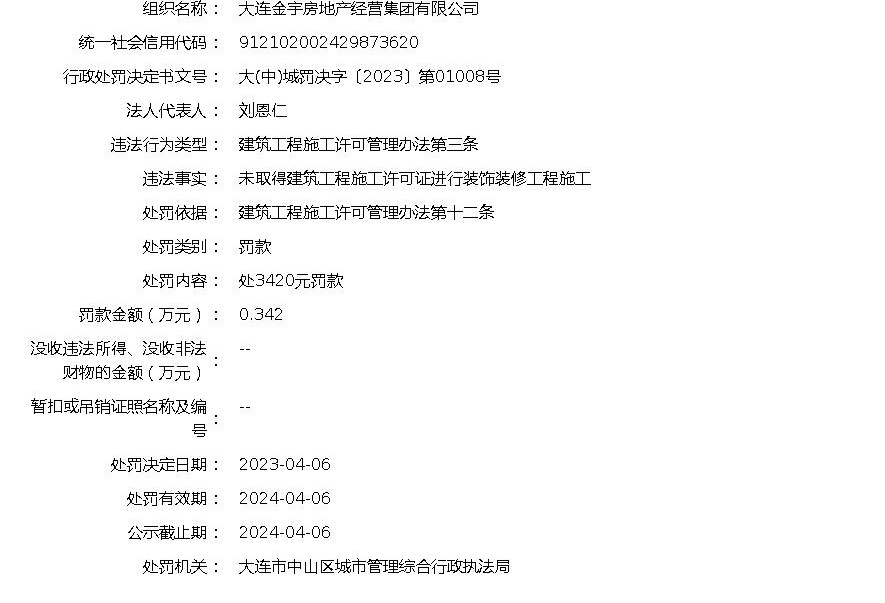 组织名称： 大连金宇房地产经营集团有限公司
统一社会信用代码： 912102002429873620
行政处罚决定书文号： 大(中)城罚决字〔2023〕第01008号
法人代表人： 刘恩仁
违法行为类型： 建筑工程施工许可管理办法第三条
违法事实： 未取得建筑工程施工许可证进行装饰装修工程施工
处罚依据： 建筑工程施工许可管理办法第十二条
处罚类别： 罚款
处罚内容： 处3420元罚款
罚款金额（万元）： 0.342
没收违法所得、没收非法
财物的金额（万元）： --
暂扣或吊销证照名称及编
号： --
处罚决定日期： 2023-04-06
处罚有效期： 2024-04-06
公示截止期： 2024-04-06
处罚机关： 大连市中山区城市管理综合行政执法局